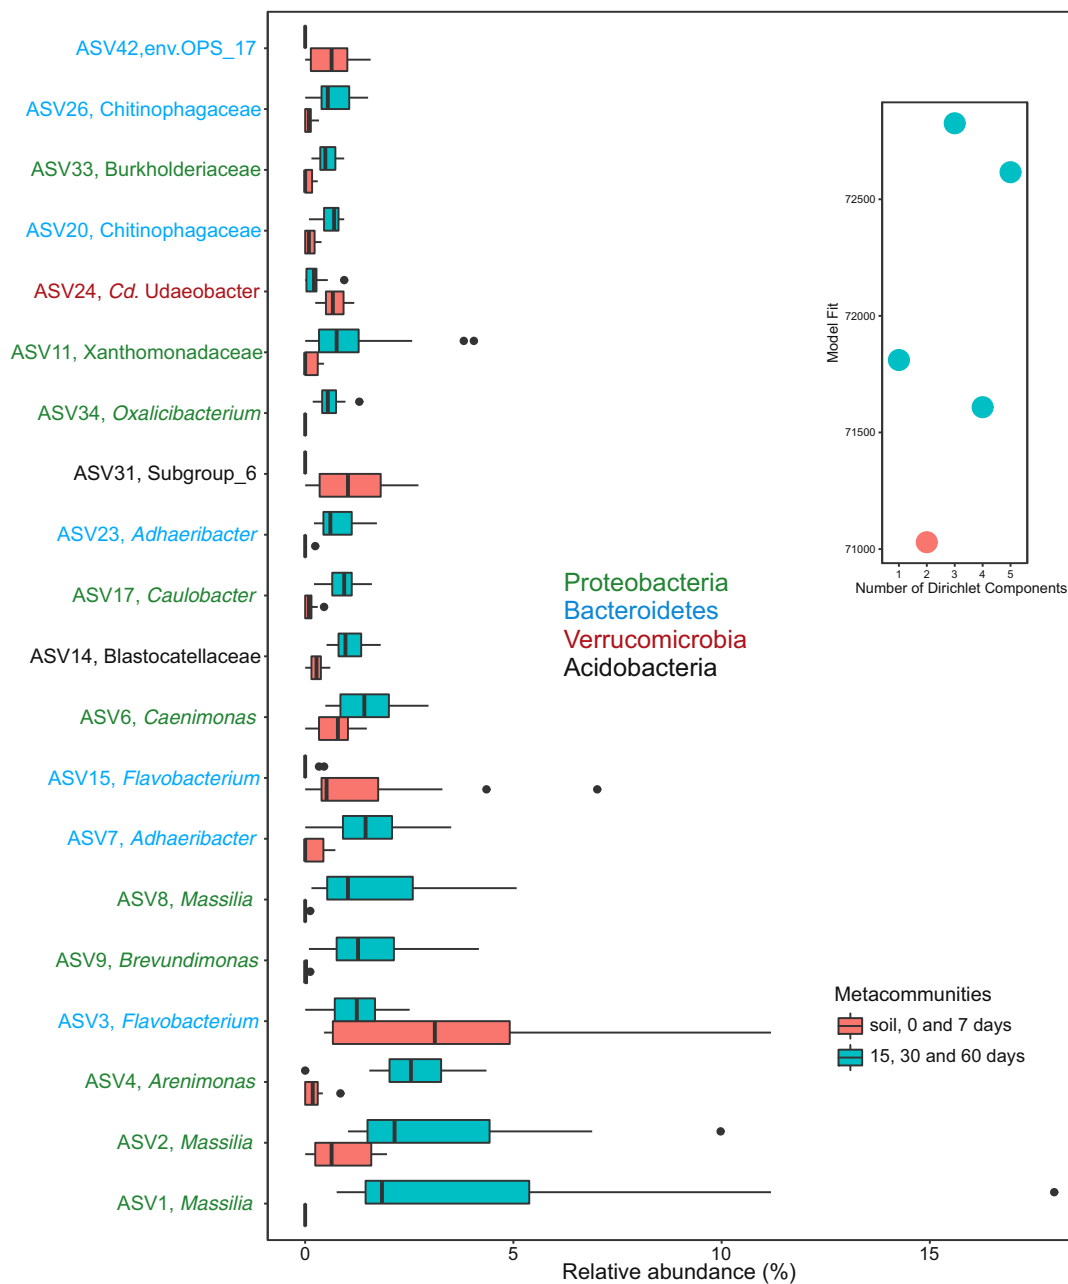 ASV42,env.OPS_17
ASV26, Chitinophagaceae
ASV33, Burkholderiaceae
ASV20, Chitinophagaceae
ASV24, Cd. Udaeobacter
ASV11, Xanthomonadaceae
ASV34, Oxalicibacterium
ASV31, Subgroup_6
ASV23, Adhaeribacter
ASV17, Caulobacter
ASV14, Blastocatellaceae
ASV6, Caenimonas
ASV15, Flavobacterium
ASV7, Adhaeribacter
ASV8, Massilia
ASV9, Brevundimonas
ASV3, Flavobacterium
ASV4, Arenimonas
ASV2, Massilia
ASV1, Massilia
0 5 10 15
Relative abundance (%)
Proteobacteria
Bacteroidetes
Verrucomicrobia
Acidobacteria
Model Fit
72500
72000
71500
71000
1 2 3 4 5
Number of Dirichlet Components
Metacommunities
soil, 0 and 7 days
15, 30 and 60 days